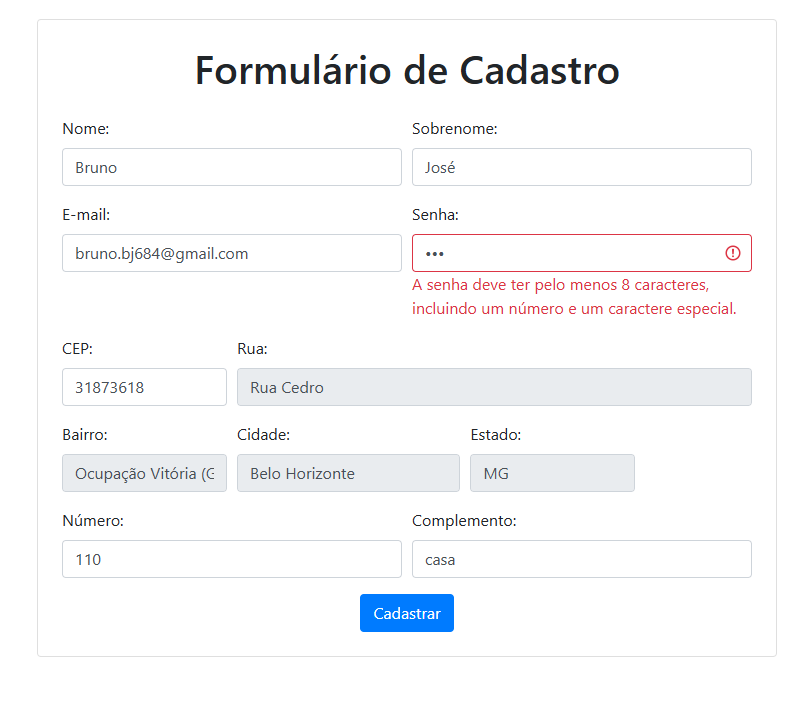 Formulário de Cadastro
Nome: Sobrenome:
Bruno José
E-mail: Senha:
bruno.bj684@gmail.com •••
A senha deve ter pelo menos 8 caracteres,
incluindo um número e um caractere especial.
CEP: Rua:
31873618 Rua Cedro
Bairro: Cidade: Estado:
Ocupação Vitória (G Belo Horizonte MG
Número: Complemento:
110 casa
Cadastrar